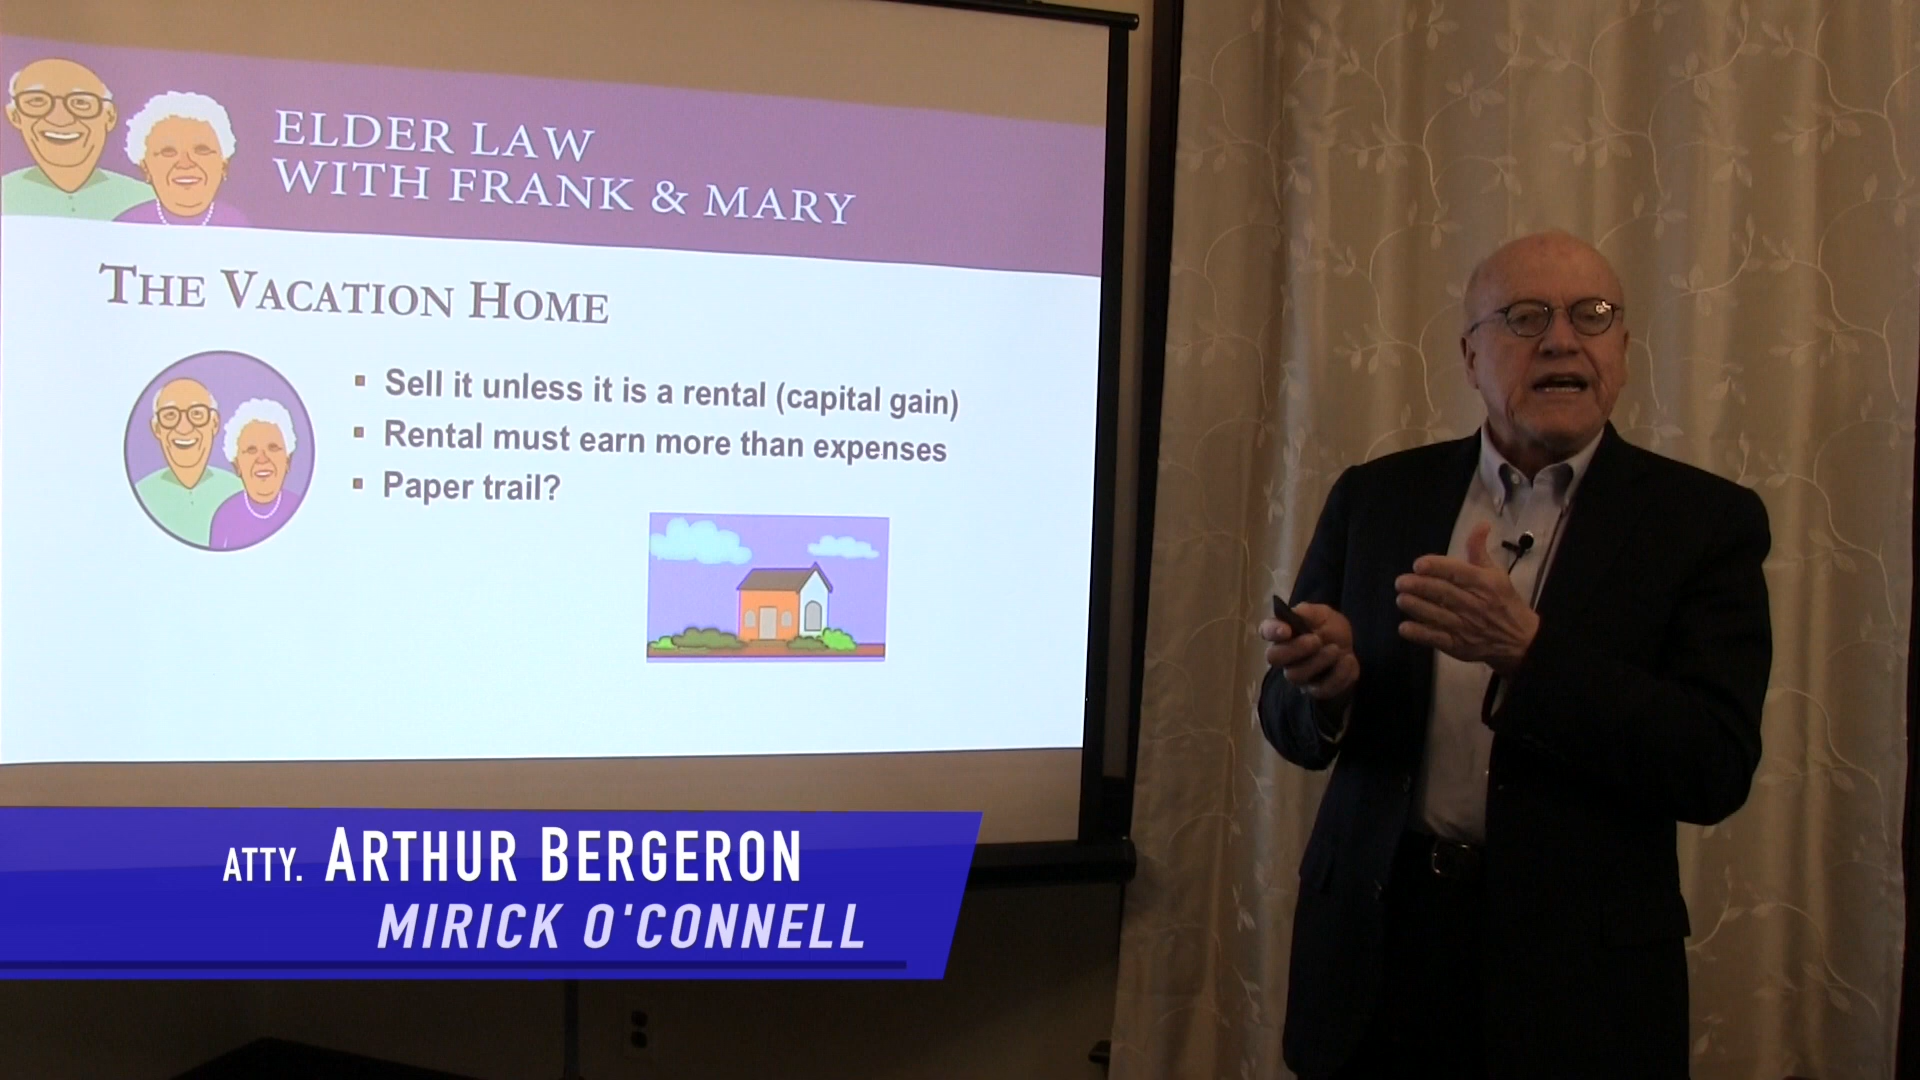 ELDER LAW
WITH FRANK & MARY
THE VACATION HOME
▪ Sell it unless it is a rental (capital gain)
▪ Rental must earn more than expenses
▪ Paper trail?
ATTY. ARTHUR BERGERON
MIRICK O'CONNELL